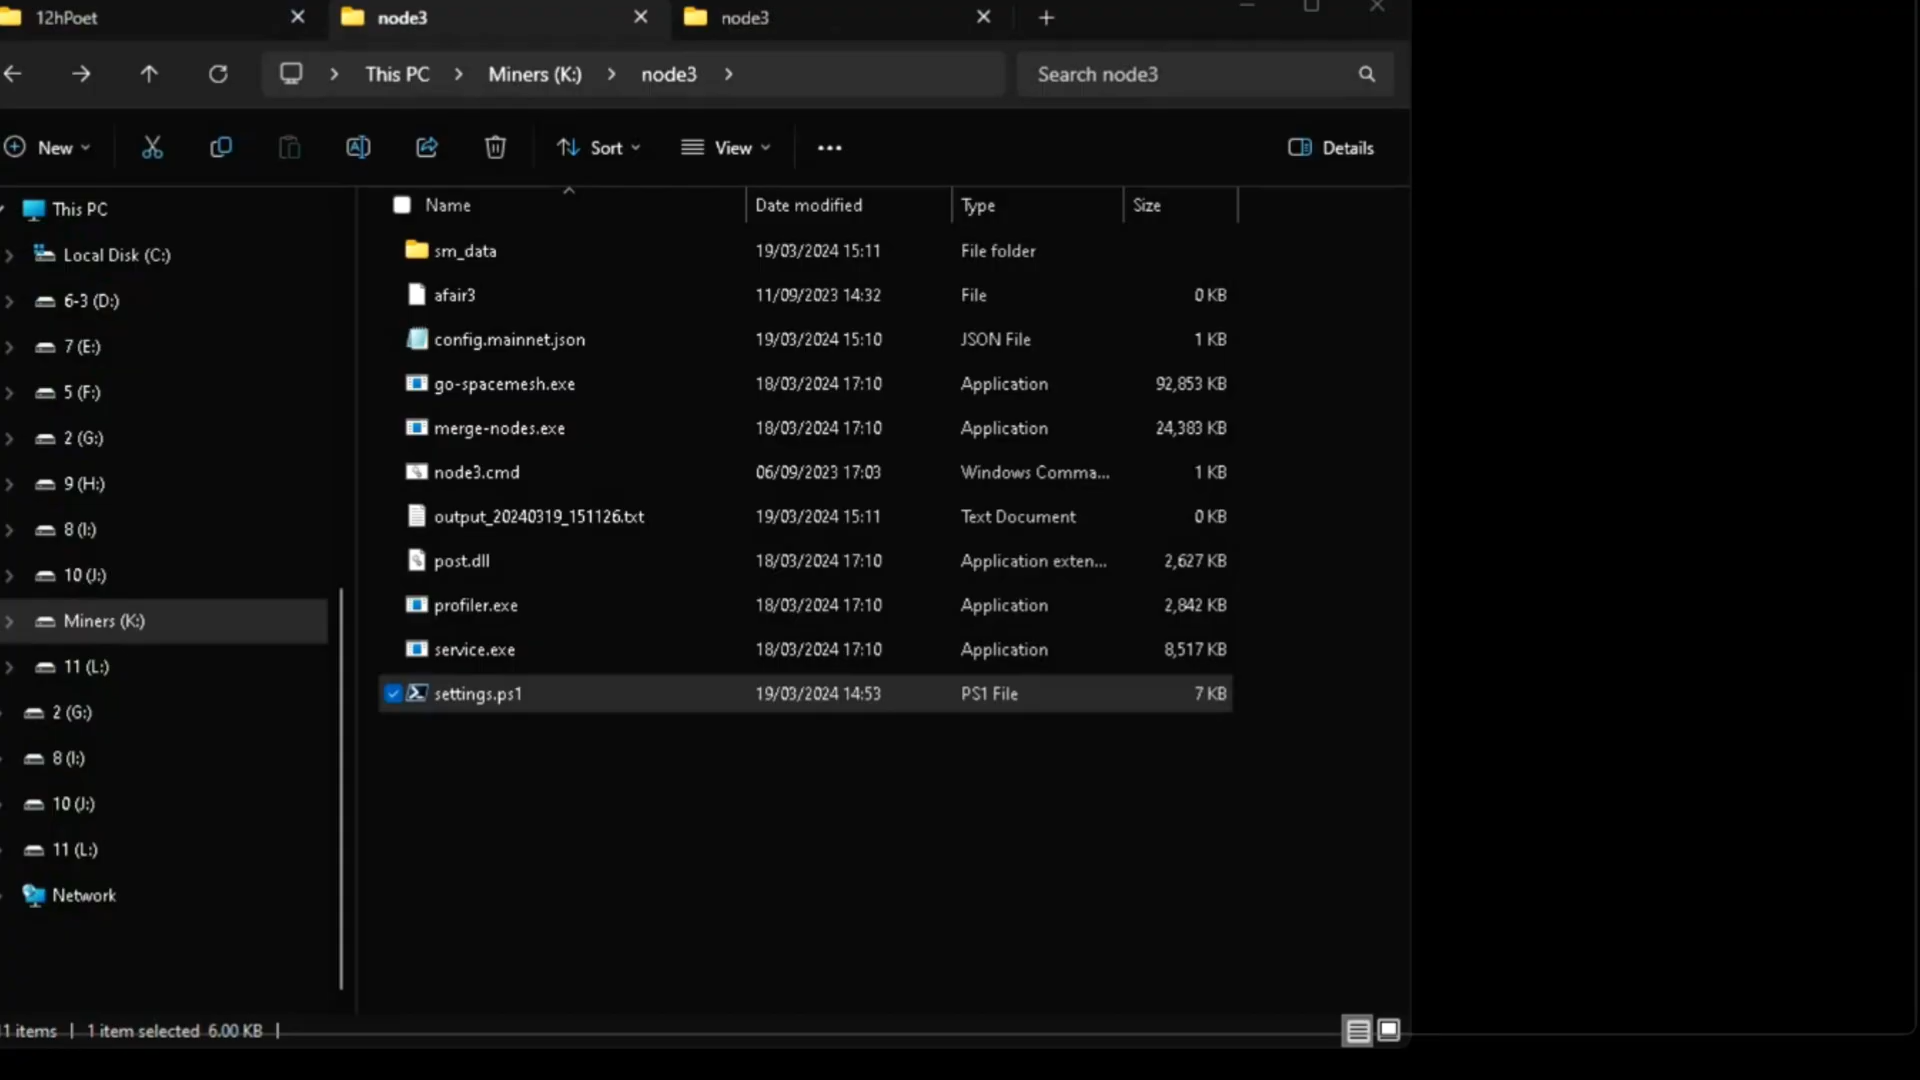 12hPoet
node3
node3
This PC > Miners (K:) > node3 >
Search node3
New
Sort
View
Details
This PC
Local Disk (C:)
6-3 (D:)
7 (E:)
5 (F:)
2 (G:)
9 (H:)
8 (I:)
10 (J:)
Miners (K:)
11 (L:)
2 (G:)
8 (I:)
10 (J:)
11 (L:)
Network
Name Date modified Type Size
sm_data 19/03/2024 15:11 File folder
afair3 11/09/2023 14:32 File 0 KB
config.mainnet.json 19/03/2024 15:10 JSON File 1 KB
go-spacemesh.exe 18/03/2024 17:10 Application 92,853 KB
merge-nodes.exe 18/03/2024 17:10 Application 24,383 KB
node3.cmd 06/09/2023 17:03 Windows Comma... 1 KB
output_20240319_151126.txt 19/03/2024 15:11 Text Document 0 KB
post.dll 18/03/2024 17:10 Application exten... 2,627 KB
profiler.exe 18/03/2024 17:10 Application 2,842 KB
service.exe 18/03/2024 17:10 Application 8,517 KB
settings.ps1 19/03/2024 14:53 PS1 File 7 KB
11 items | 1 item selected 6.00 KB |